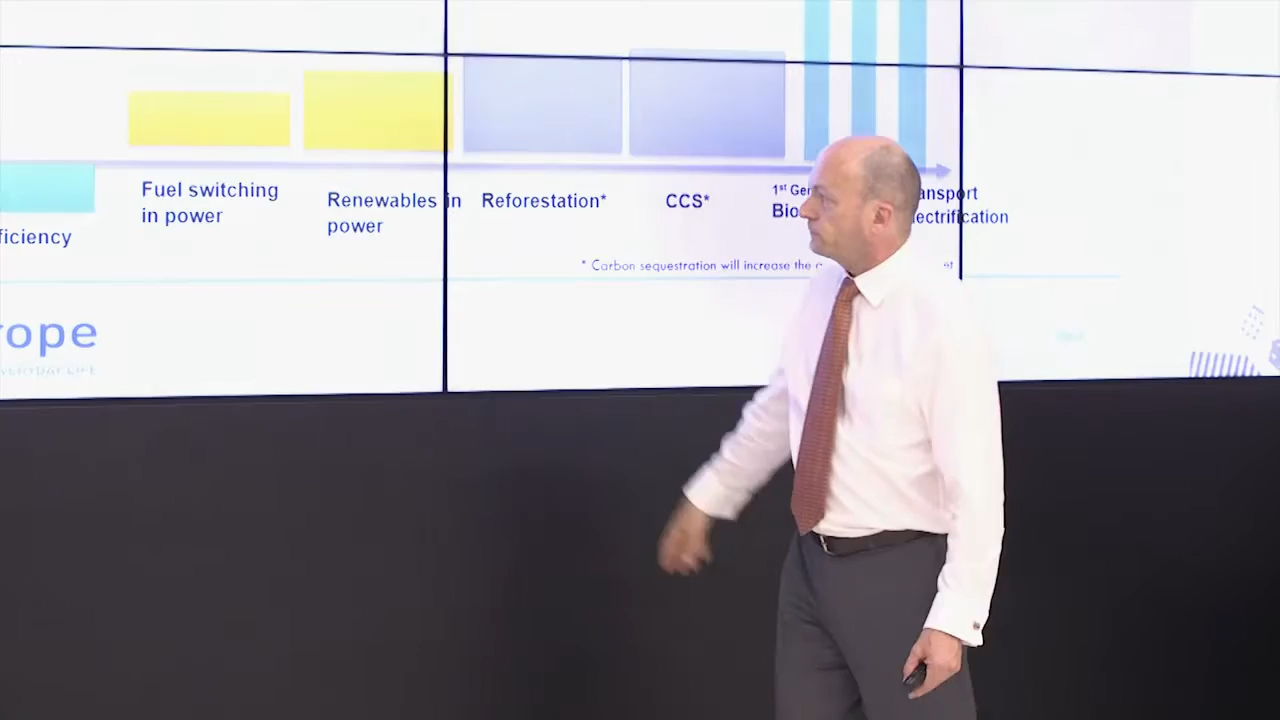 Fuel switching
in power
Renewables in
power
Reforestation*
CCS*
1st Gen
Bio
ansport
lectrification
ficiency
* Carbon sequestration will increase the
rope